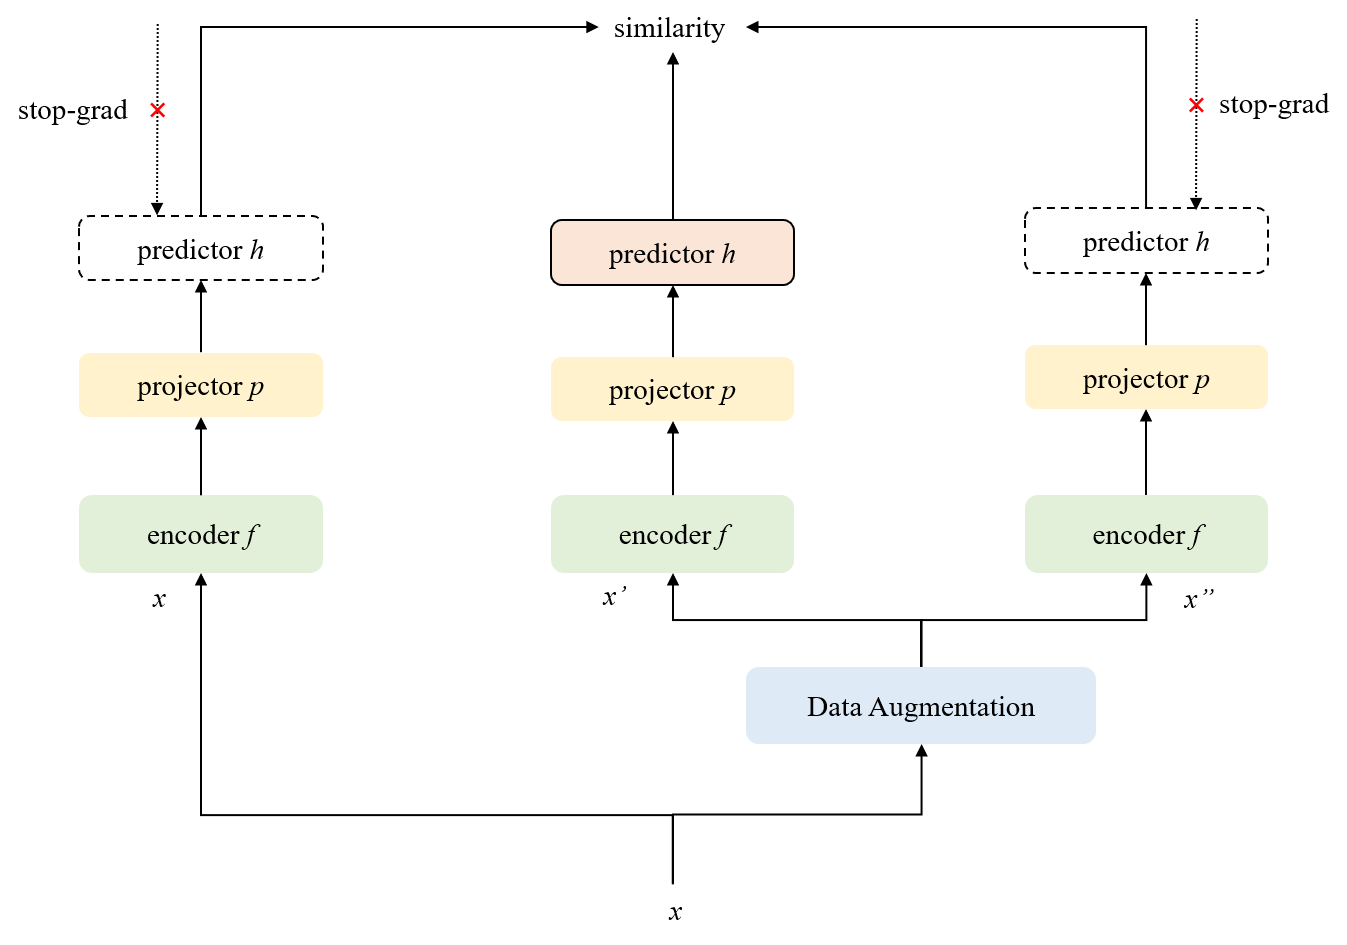 similarity
stop-grad
stop-grad
predictor h
predictor h
predictor h
projector p
projector p
projector p
encoder f
encoder f
encoder f
x
x’
x’’
Data Augmentation
x